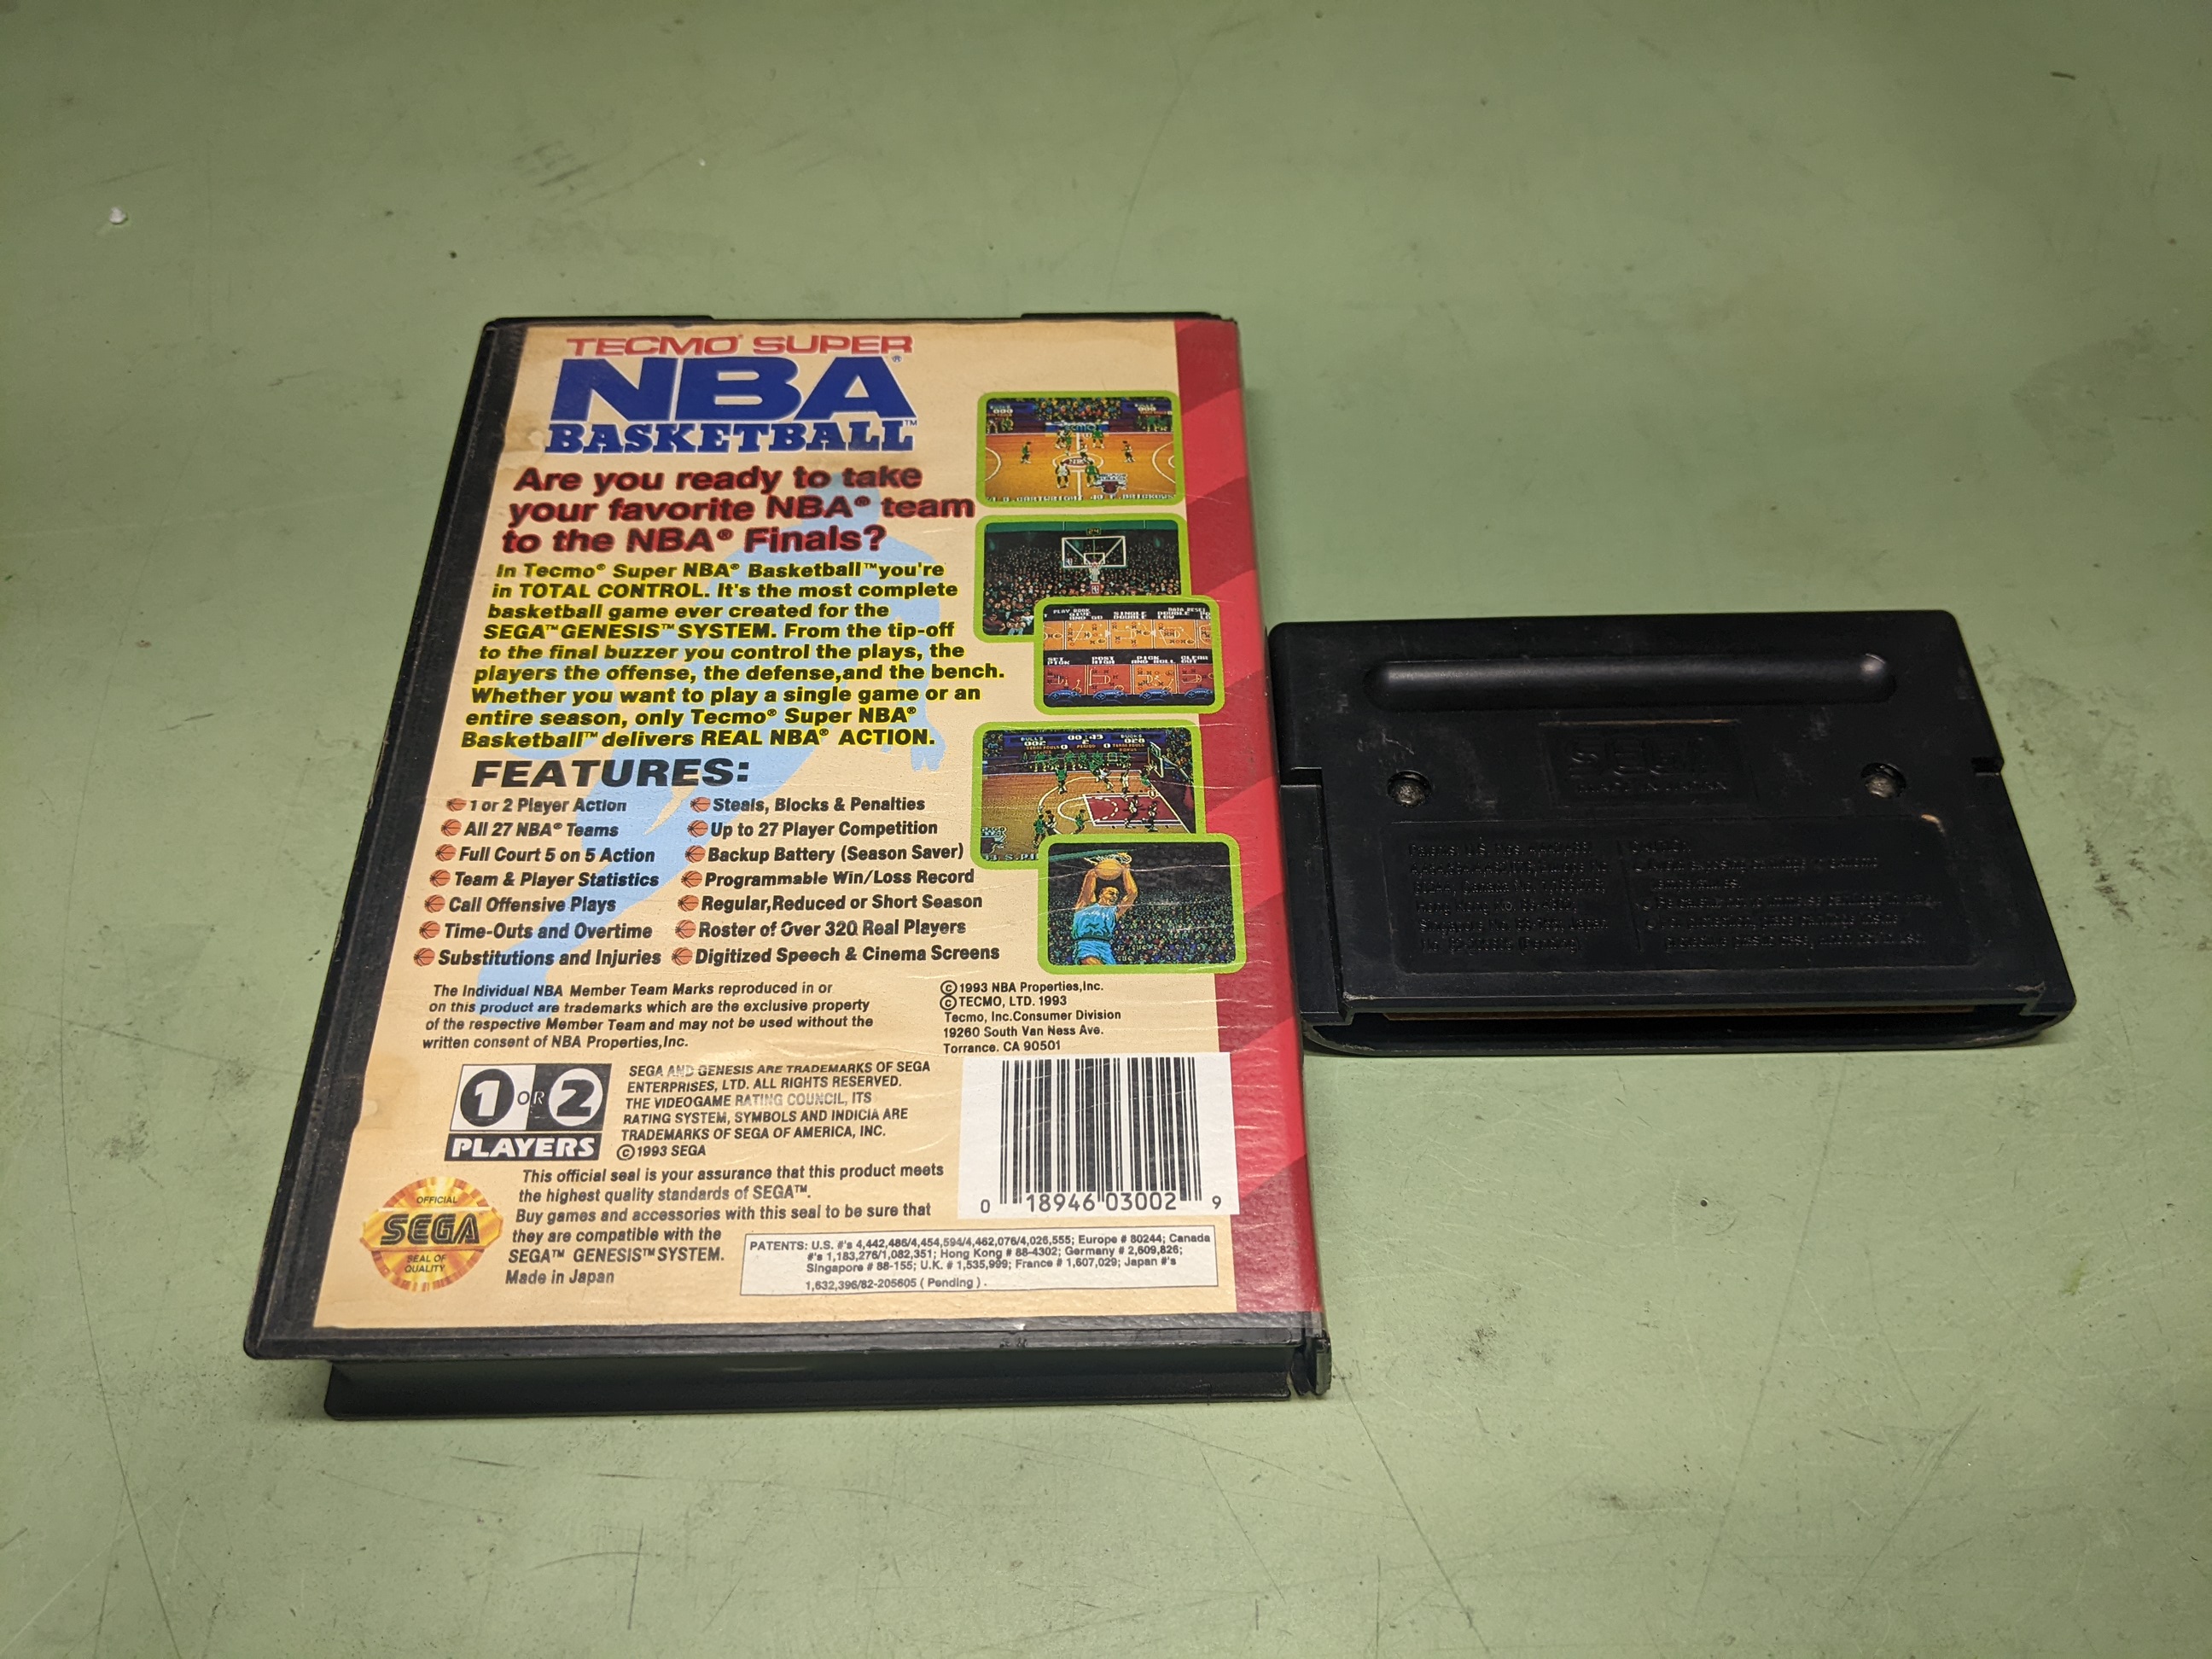 TECMO® SUPER
NBA®
BASKETBALL™
Are you ready to take
your favorite NBA® team
to the NBA® Finals?
In Tecmo® Super NBA® Basketball™ you're
in TOTAL CONTROL. It's the most complete
basketball game ever created for the
SEGA™ GENESIS™ SYSTEM. From the tip-off
to the final buzzer you control the plays, the
players the offense, the defense,and the bench.
Whether you want to play a single game or an
entire season, only Tecmo® Super NBA®
Basketball™ delivers REAL NBA® ACTION.
FEATURES:
1 or 2 Player Action
All 27 NBA® Teams
Full Court 5 on 5 Action
Team & Player Statistics
Call Offensive Plays
Time-Outs and Overtime
Substitutions and Injuries
Steals, Blocks & Penalties
Up to 27 Player Competition
Backup Battery (Season Saver)
Programmable Win/Loss Record
Regular,Reduced or Short Season
Roster of Over 320 Real Players
Digitized Speech & Cinema Screens
The Individual NBA Member Team Marks reproduced in or
on this product are trademarks which are the exclusive property
of the respective Member Team and may not be used without the
written consent of NBA Properties,Inc.
©1993 NBA Properties,Inc.
©TECMO, LTD. 1993
Tecmo, Inc.Consumer Division
19260 South Van Ness Ave.
Torrance. CA 90501
1 OR 2
PLAYERS
SEGA AND GENESIS ARE TRADEMARKS OF SEGA
ENTERPRISES, LTD. ALL RIGHTS RESERVED.
THE VIDEOGAME RATING COUNCIL, ITS
RATING SYSTEM, SYMBOLS AND INDICIA ARE
TRADEMARKS OF SEGA OF AMERICA, INC.
©1993 SEGA
0 18946 03002 9
OFFICIAL
SEGA
SEAL OF
QUALITY
This official seal is your assurance that this product meets
the highest quality standards of SEGA™.
Buy games and accessories with this seal to be sure that
they are compatible with the
SEGA™ GENESIS™ SYSTEM.
Made in Japan
PATENTS: U.S. #'s 4,442,486/4,454,594/4,462,076/4,026,555; Europe # 80244; Canada
#'s 1,183,276/1,082,351; Hong Kong # 88-4302; Germany # 2,609,826;
Singapore # 88-155; U.K. # 1,535,999; France # 1,607,029; Japan #'s
1,632,396/82-205605 ( Pending ) .
SEGA